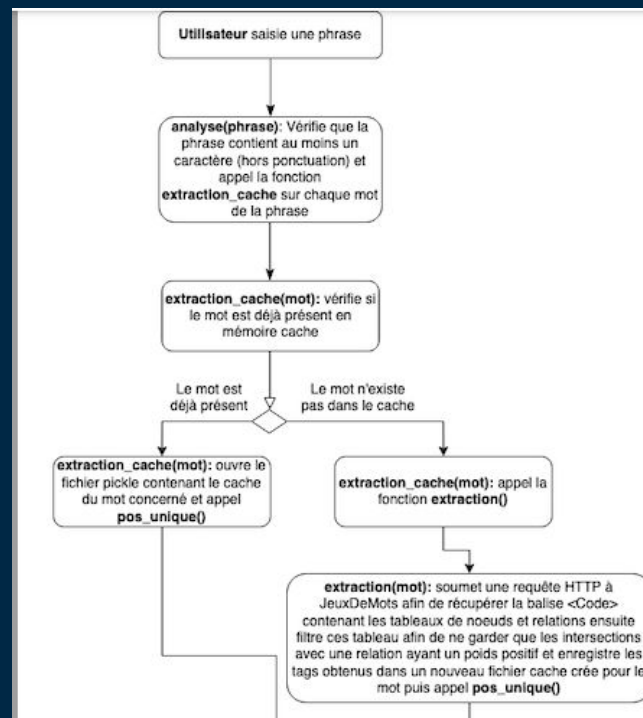 Utilisateur saisie une phrase
analyse(phrase): Vérifie que la
phrase contient au moins un
caractère (hors ponctuation) et
appel la fonction
extraction_cache sur chaque mot
de la phrase
extraction_cache(mot): vérifie si
le mot est déjà présent en
mémoire cache
Le mot est
déjà présent
Le mot n'existe
pas dans le cache
extraction_cache(mot): ouvre le
fichier pickle contenant le cache
du mot concerné et appel
pos_unique()
extraction_cache(mot): appel la
fonction extraction()
extraction(mot): soumet une requête HTTP à
JeuxDeMots afin de récupérer la balise <Code>
contenant les tableaux de noeuds et relations ensuite
filtre ces tableau afin de ne garder que les intersections
avec une relation ayant un poids positif et enregistre les
tags obtenus dans un nouveau fichier cache crée pour le
mot puis appel pos_unique()